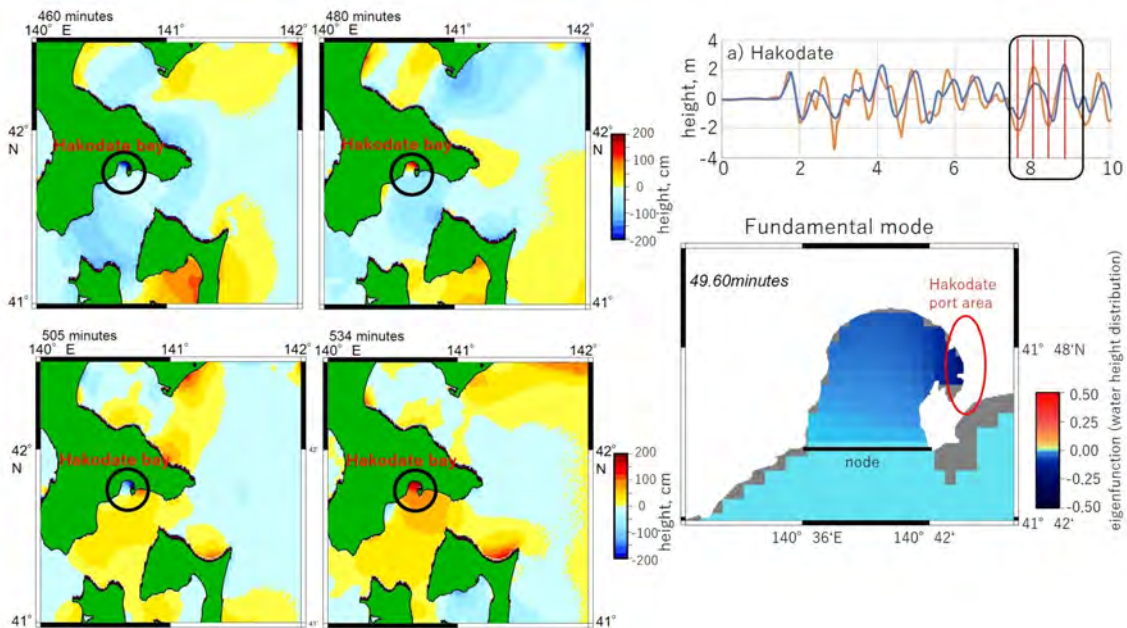 460 minutes
140° E
141°
142°
42°
N
41°
Hakodate bay
480 minutes
140° E
141°
142°
Hakodate bay
200
100
0
-100
-200
height, cm
505 minutes
140° E
141°
142°
42°
N
41°
Hakodate bay
534 minutes
140° E
141°
142°
42°
N
41°
Hakodate bay
200
100
0
-100
-200
height, cm
a) Hakodate
height, m
4
2
0
-2
-4
0
2
4
6
8
10
Fundamental mode
49.60minutes
Hakodate
port area
node
41° 48'N
41° 42'
140° 36'E
140° 42'
0.50
0.25
0.00
-0.25
-0.50
eigenfunction (water height distribution)